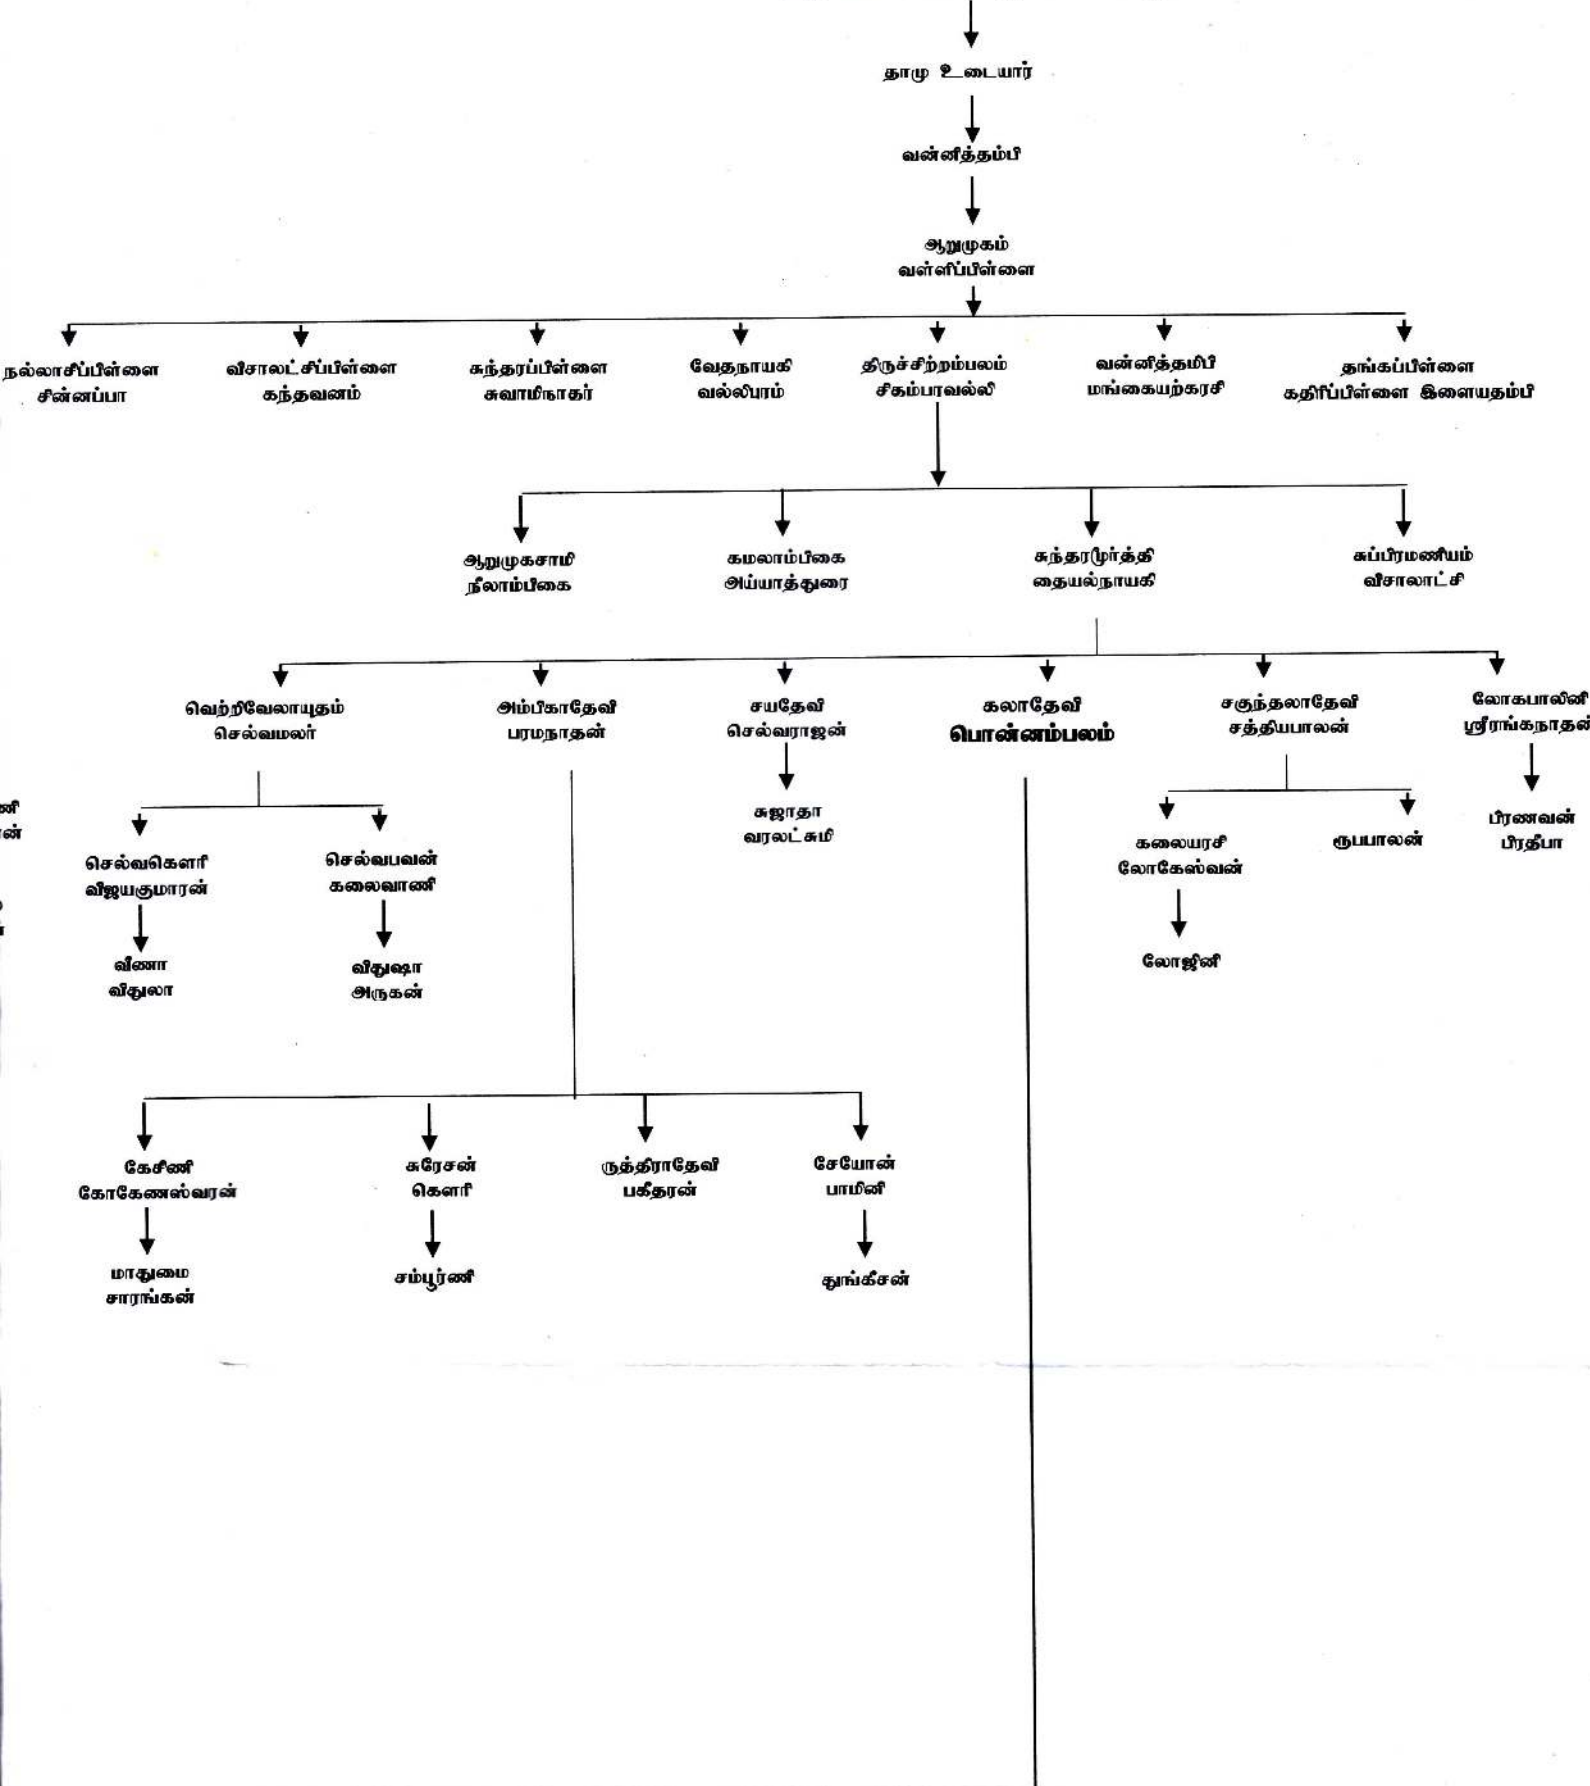 தாமு உடையார்
வன்னித்தம்பி
ஆறுமுகம்
வள்ளிப்பிள்ளை
நல்லாசிப்பிள்ளை
சின்னப்பா
விசாலட்சிப்பிள்ளை
கந்தவனம்
சுந்தரப்பிள்ளை
சுவாமிநாதர்
வேதநாயகி
வல்லிபுரம்
திருச்சிற்றம்பலம்
சிகம்பரவல்லி
வன்னித்தமிபி
மங்கையற்கரசி
தங்கப்பிள்ளை
கதிரிப்பிள்ளை இளையதம்பி
ஆறுமுகசாமி
நீலாம்பிகை
கமலாம்பிகை
அய்யாத்துரை
சுந்தரமூர்த்தி
தையல்நாயகி
சுப்பிரமணியம்
விசாலாட்சி
வெற்றிவேலாயுதம்
செல்வமலர்
அம்பிகாதேவி
பரமநாதன்
சயதேவி
செல்வராஜன்
கலாதேவி
பொன்னம்பலம்
சகுந்தலாதேவி
சத்தியபாலன்
லோகபாலினி
ஸ்ரீரங்கநாதன்
செல்வகௌரி
விஜயகுமாரன்
செல்வபவன்
கலைவாணி
சுஜாதா
வரலட்சுமி
கலையரசி
லோகேஸ்வன்
ரூபபாலன்
பிரணவன்
பிரதீபா
வீணா
விதுலா
விதுஷா
அருகன்
லோஜினி
கேசினி
கோகேணஸ்வரன்
சுரேசன்
கௌரி
ருத்திராதேவி
பகீதரன்
சேயோன்
பாமினி
மாதுமை
சாரங்கன்
சம்பூர்ணி
துங்கீசன்